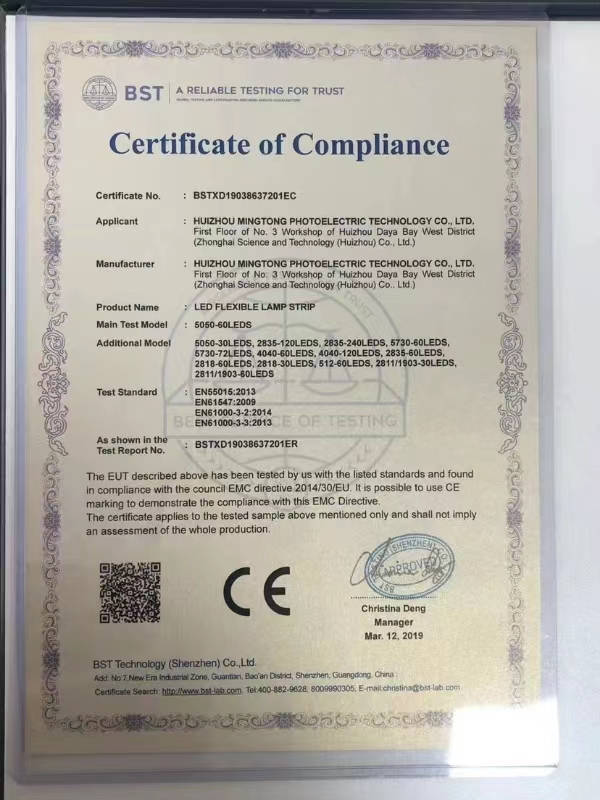 BST A RELIABLE TESTING FOR TRUST
Certificate of Compliance
Certificate No. : BSTXD19038637201EC
Applicant : HUIZHOU MINGTONG PHOTOELECTRIC TECHNOLOGY CO., LTD.
First Floor of No. 3 Workshop of Huizhou Daya Bay West District
(Zhonghai Science and Technology (Huizhou) Co., Ltd.)
Manufacturer : HUIZHOU MINGTONG PHOTOELECTRIC TECHNOLOGY CO., LTD.
First Floor of No. 3 Workshop of Huizhou Daya Bay West District
(Zhonghai Science and Technology (Huizhou) Co.. Ltd.)
Product Name : LED FLEXIBLE LAMP STRIP
Main Test Model : 5050-60LEDS
Additional Model : 5050-30LEDS, 2835-120LEDS, 2835-240LEDS, 5730-60LEDS,
5730-72LEDS, 4040-60LEDS, 4040-120LEDS, 2835-60LEDS,
2818-60LEDS, 2818-30LEDS, 512-60LEDS, 2811/1903-30LEDS,
2811/1903-60LEDS
Test Standard : EN55015:2013
EN61547:2009
EN61000-3-2:2014
EN61000-3-3:2013
As shown in the
Test Report No. : BSTXD19038637201ER
The EUT described above has been tested by us with the listed standards and found
in compliance with the council EMC directive 2014/30/EU. It is possible to use CE
marking to demonstrate the compliance with this EMC Directive.
The certificate applies to the tested sample above mentioned only and shall not imply
an assessment of the whole production.
CE
APPROVED
Christina Deng
Manager
Mar. 12, 2019
BST Technology (Shenzhen) Co.,Ltd.
Add: No.7,New Era Industrial Zone, Guantian, Bao'an District, Shenzhen, Guangdong, China
Certificate Search: http://www.bst-lab.com Tel:400-882-9628, 8009990305, E-mail:christina@bst-lab.com